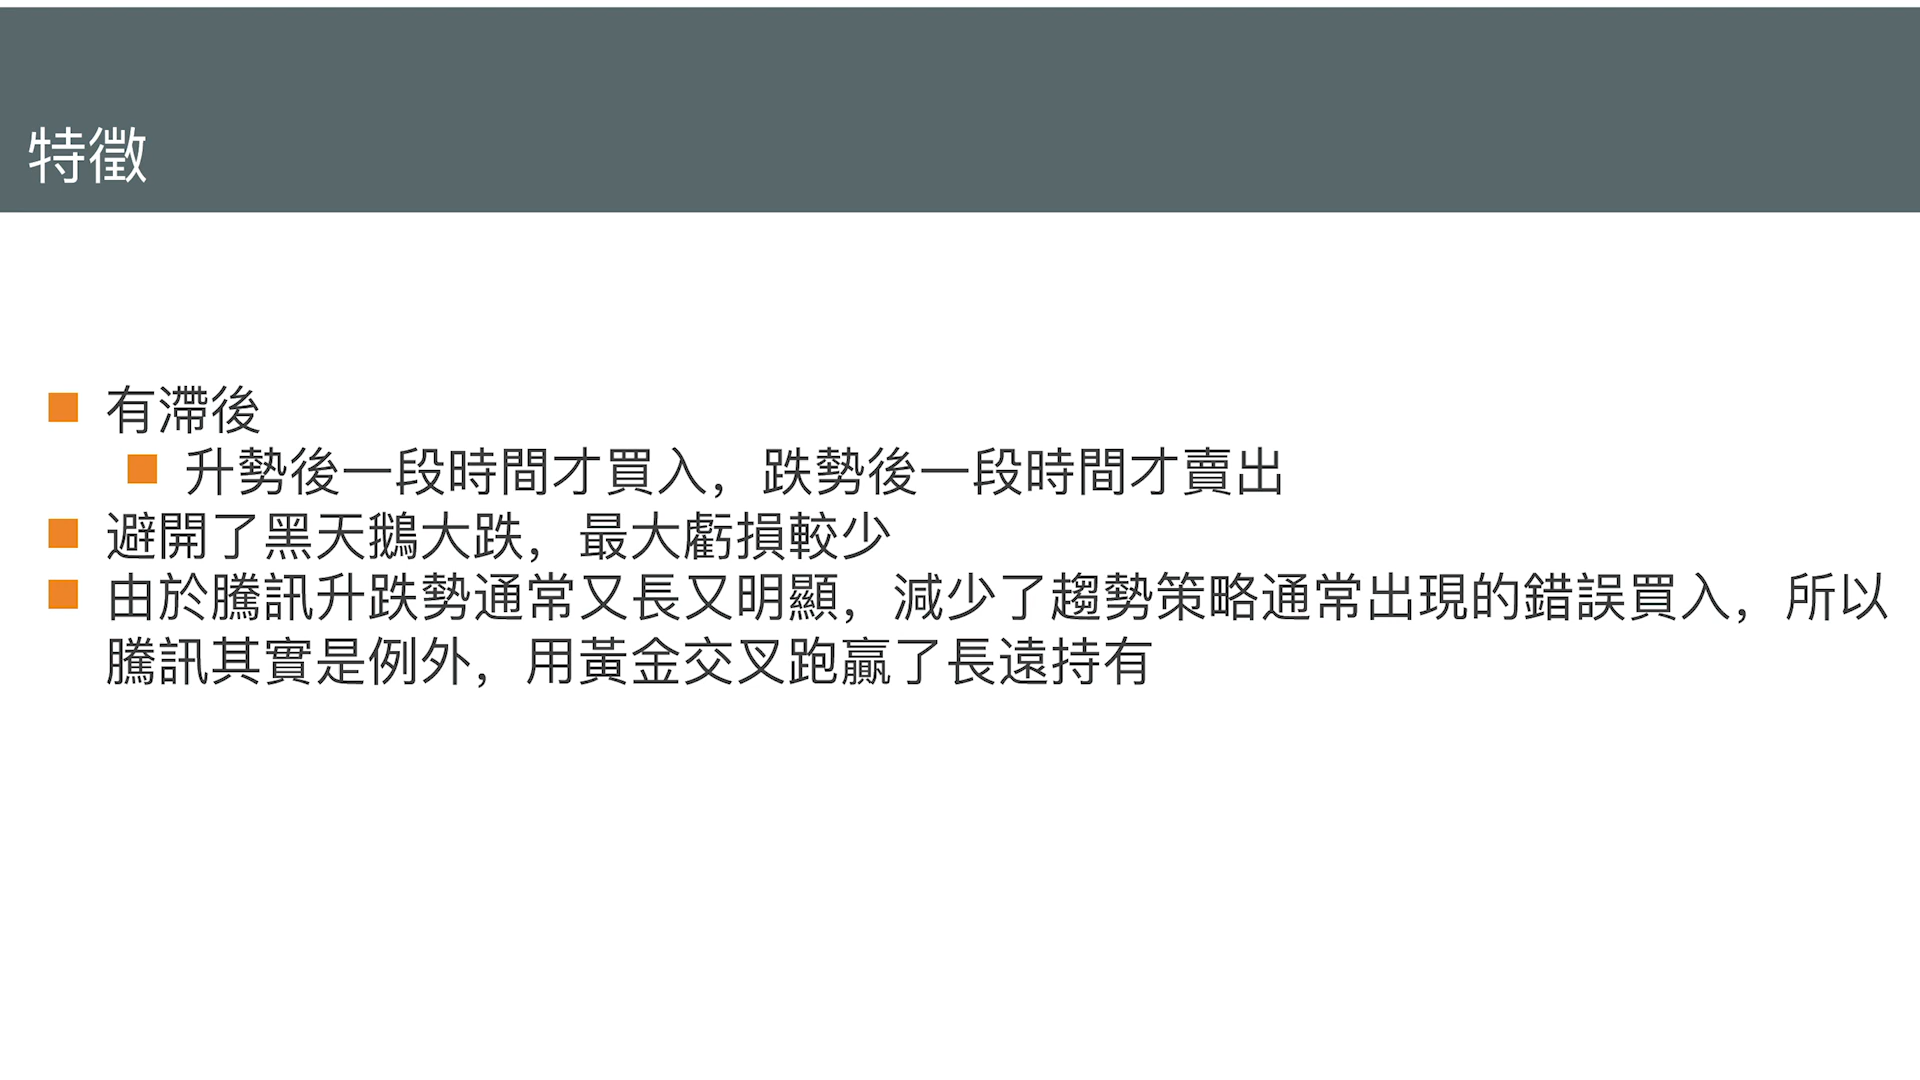 特徵
有滯後
升勢後一段時間才買入，跌勢後一段時間才賣出
避開了黑天鵝大跌，最大虧損較少
由於騰訊升跌勢通常又長又明顯，減少了趨勢策略通常出現的錯誤買入，所以
騰訊其實是例外，用黃金交叉跑贏了長遠持有